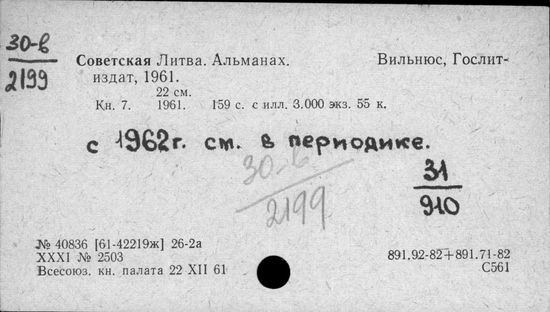 30-в
2199
Советская Литва. Альманах. Вильнюс, Гослит-
издат, 1961.
22 см.
Кн. 7. 1961. 159 с. с илл. 3.000 экз. 55 к.
с 1962г. см. в периодике.
30-в
2199
31
910
№ 40836 [61-42219ж] 26-2а
XXXI № 2503
Всесоюз. кн. палата 22 XII 61
891.92-82+891.71-82
С561